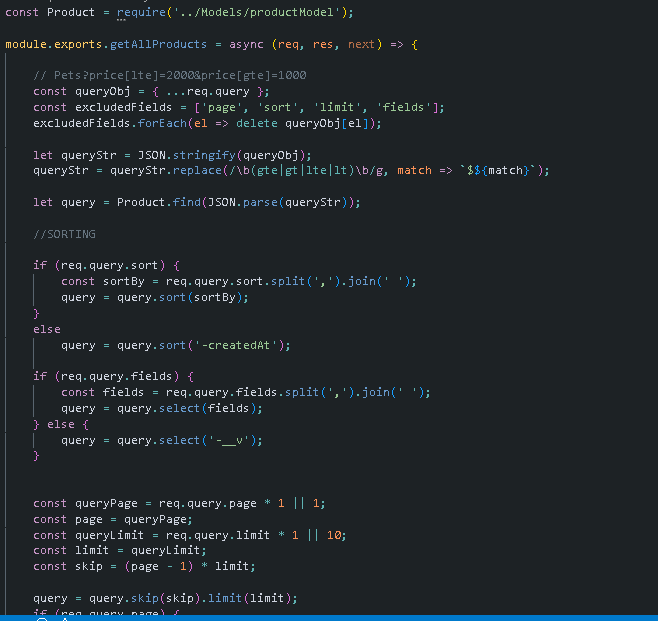 const Product = require('../Models/productModel');
module.exports.getAllProducts = async (req, res, next) => {
// Pets?price[lte]=2000&price[gte]=1000
const queryObj = { ...req.query };
const excludedFields = ['page', 'sort', 'limit', 'fields'];
excludedFields.forEach(el => delete queryObj[el]);
let queryStr = JSON.stringify(queryObj);
queryStr = queryStr.replace(/\b(gte|gt|lte|lt)\b/g, match => `$${match}`);
let query = Product.find(JSON.parse(queryStr));
//SORTING
if (req.query.sort) {
const sortBy = req.query.sort.split(',').join(' ');
query = query.sort(sortBy);
}
else
query = query.sort('-createdAt');
if (req.query.fields) {
const fields = req.query.fields.split(',').join(' ');
query = query.select(fields);
} else {
query = query.select('-__v');
}
const queryPage = req.query.page * 1 || 1;
const page = queryPage;
const queryLimit = req.query.limit * 1 || 10;
const limit = queryLimit;
const skip = (page - 1) * limit;
query = query.skip(skip).limit(limit);
if (req.query.page) {